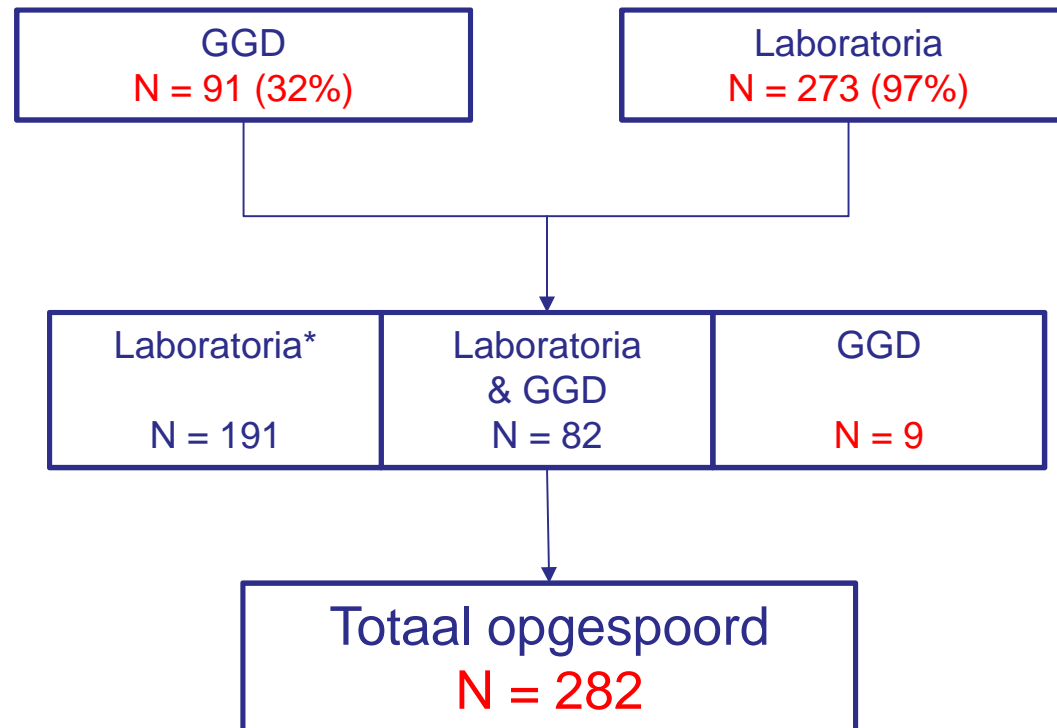 GGD
N = 91 (32%)
Laboratoria
N = 273 (97%)
Laboratoria*
N = 191
Laboratoria
& GGD
N = 82
GGD
N = 9
Totaal opgespoord
N = 282